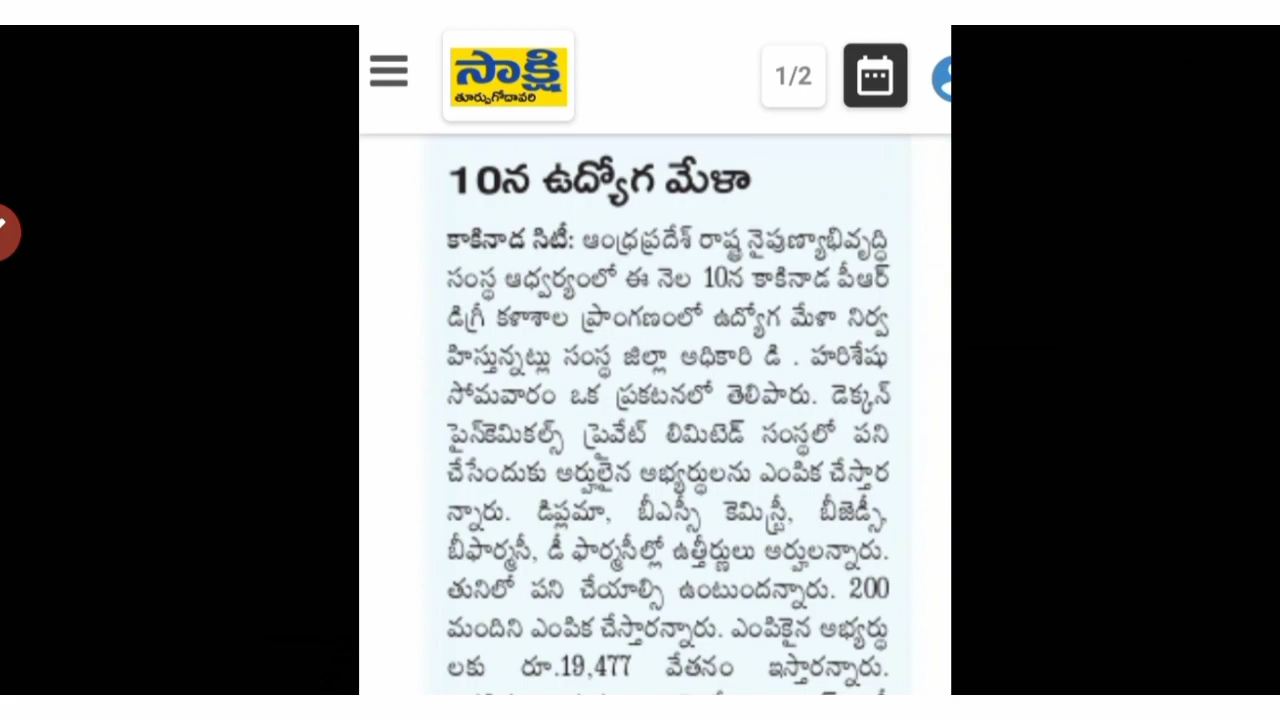 సాక్షి
తూర్పుగోదావరి
1/2
10న ఉద్యోగ మేళా
కాకినాడ సిటీ: ఆంధ్రప్రదేశ్ రాష్ట్ర నైపుణ్యాభివృద్ధి
సంస్థ ఆధ్వర్యంలో ఈ నెల 10న కాకినాడ పీఆర్
డిగ్రీ కళాశాల ప్రాంగణంలో ఉద్యోగ మేళా నిర్వ
హిస్తున్నట్లు సంస్థ జిల్లా అధికారి డి . హరిశేషు
సోమవారం ఒక ప్రకటనలో తెలిపారు. డెక్కన్
పైన్‌కెమికల్స్ ప్రైవేట్ లిమిటెడ్ సంస్థలో పని
చేసేందుకు అర్హులైన అభ్యర్థులను ఎంపిక చేస్తార
న్నారు. డిప్లమా, బీఎస్సీ కెమిస్ట్రీ, బీజెడ్సీ,
బీఫార్మసీ, డీ ఫార్మసీల్లో ఉత్తీర్ణులు అర్హులన్నారు.
తునిలో పని చేయాల్సి ఉంటుందన్నారు. 200
మందిని ఎంపిక చేస్తారన్నారు. ఎంపికైన అభ్యర్థు
లకు రూ.19,477 వేతనం ఇస్తారన్నారు.